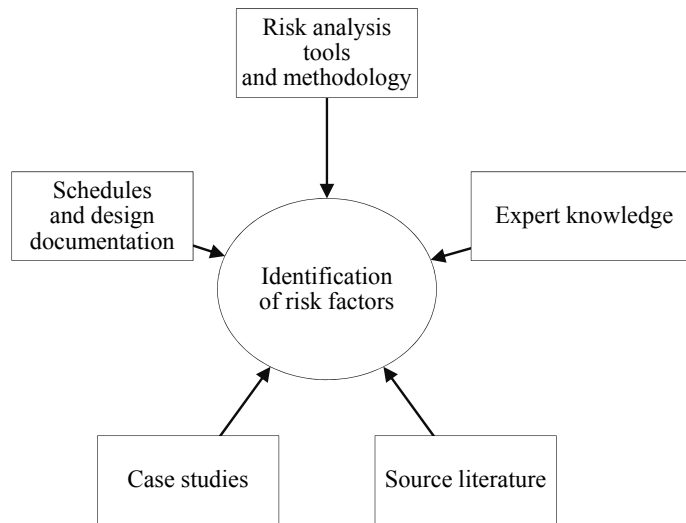 Risk analysis
tools
and methodology
Schedules
and design
documentation
Expert knowledge
Identification
of risk factors
Case studies
Source literature